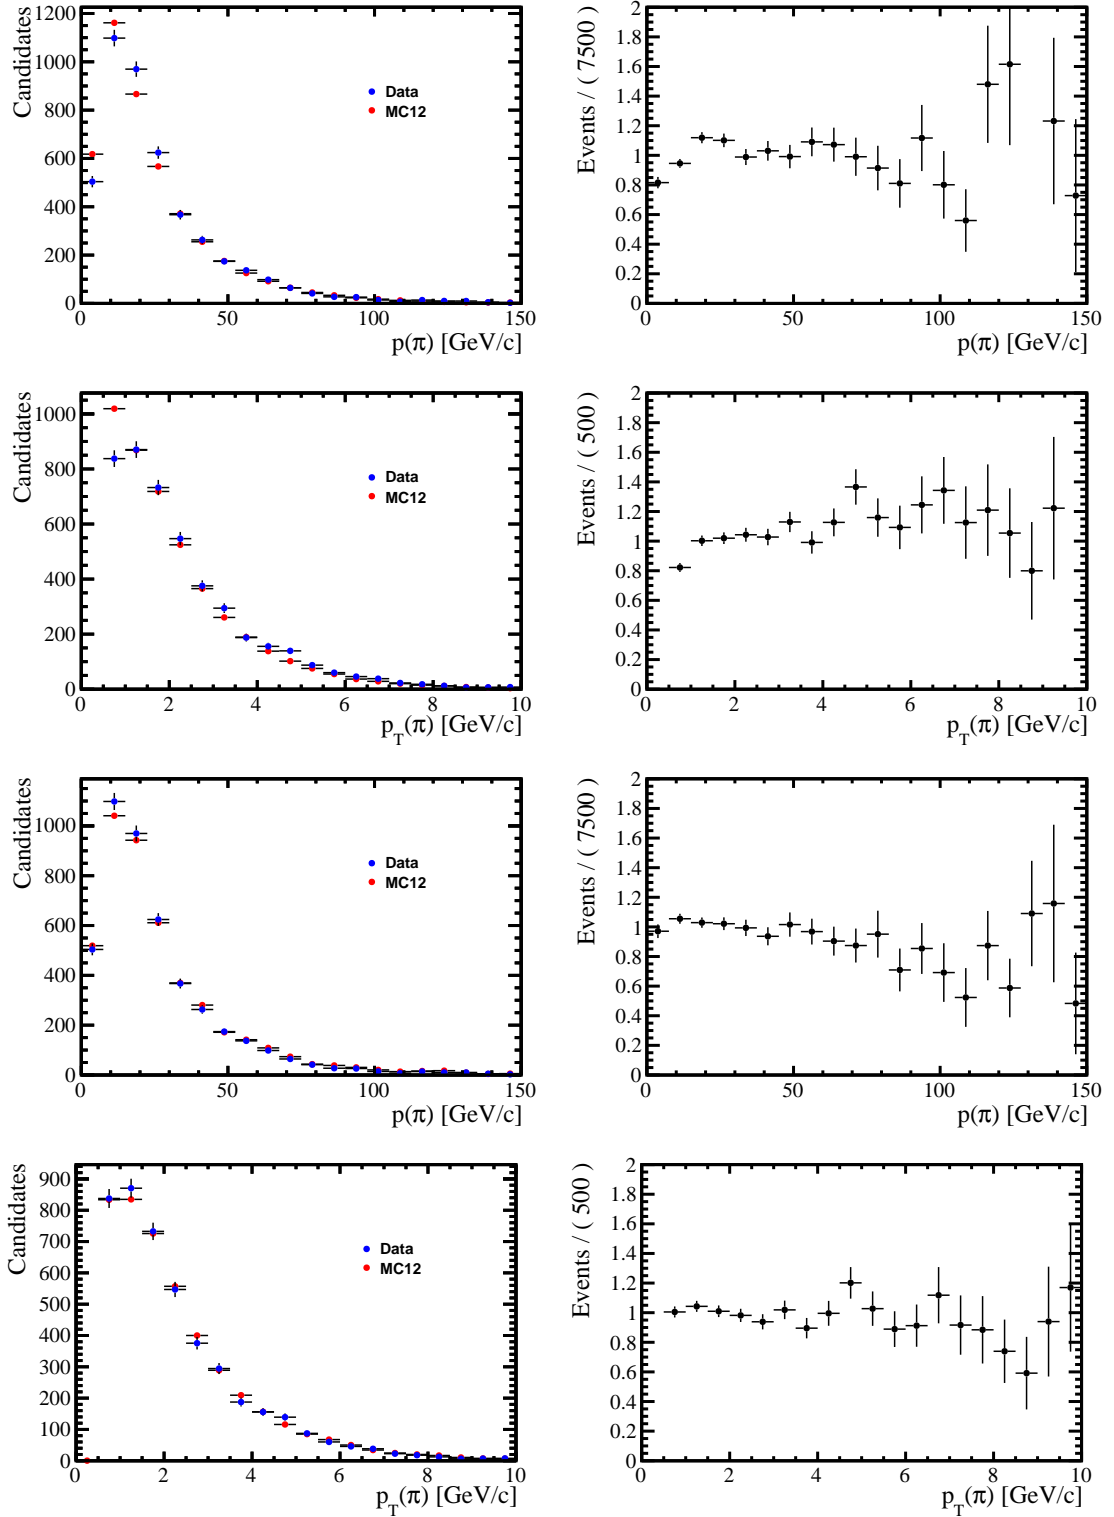 Candidates
1200
1000
800
600
400
200
0
Data
MC12
0 50 100 150
p(π) [GeV/c]
Events / ( 7500 )
2
1.8
1.6
1.4
1.2
1
0.8
0.6
0.4
0.2
0
0 50 100 150
p(π) [GeV/c]
Candidates
1000
800
600
400
200
0
Data
MC12
0 2 4 6 8 10
p_T(π) [GeV/c]
Events / ( 500 )
2
1.8
1.6
1.4
1.2
1
0.8
0.6
0.4
0.2
0
0 2 4 6 8 10
p_T(π) [GeV/c]
Candidates
1000
800
600
400
200
0
Data
MC12
0 50 100 150
p(π) [GeV/c]
Events / ( 7500 )
2
1.8
1.6
1.4
1.2
1
0.8
0.6
0.4
0.2
0
0 50 100 150
p(π) [GeV/c]
Candidates
900
800
700
600
500
400
300
200
100
0
Data
MC12
0 2 4 6 8 10
p_T(π) [GeV/c]
Events / ( 500 )
2
1.8
1.6
1.4
1.2
1
0.8
0.6
0.4
0.2
0
0 2 4 6 8 10
p_T(π) [GeV/c]